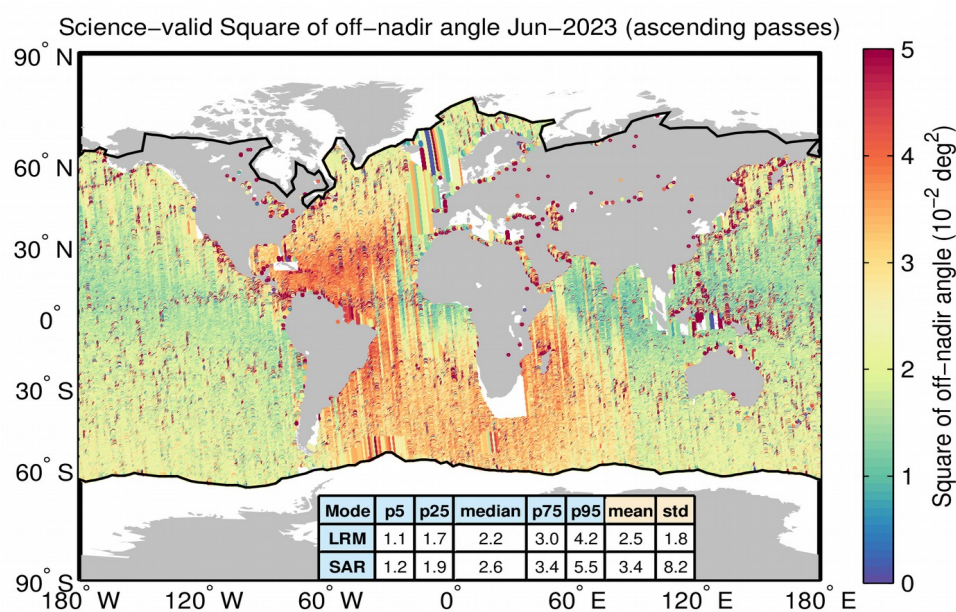 Science−valid Square of off−nadir angle Jun−2023 (ascending passes)
90° N
60° N
30° N
0°
30° S
60° S
90° S
180° W
120° W
60° W
0°
60° E
120° E
180° E
Mode p5 p25 median p75 p95 mean std
LRM 1.1 1.7 2.2 3.0 4.2 2.5 1.8
SAR 1.2 1.9 2.6 3.4 5.5 3.4 8.2
5
4
3
2
1
0
Square of off−nadir angle (10⁻² deg²)